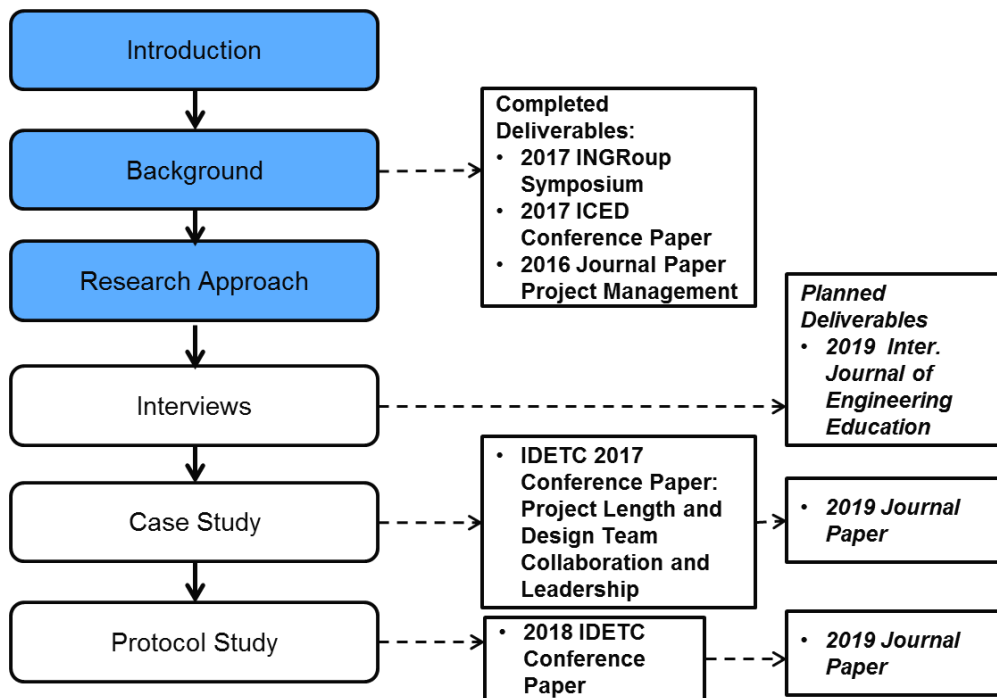 Introduction
Background
Research Approach
Interviews
Case Study
Protocol Study
Completed
Deliverables:
• 2017 INGRoup
Symposium
• 2017 ICED
Conference Paper
• 2016 Journal Paper
Project Management
Planned
Deliverables
• 2019 Inter.
Journal of
Engineering
Education
• IDETC 2017
Conference Paper:
Project Length and
Design Team
Collaboration and
Leadership
• 2019 Journal
Paper
• 2018 IDETC
Conference
Paper
• 2019 Journal
Paper